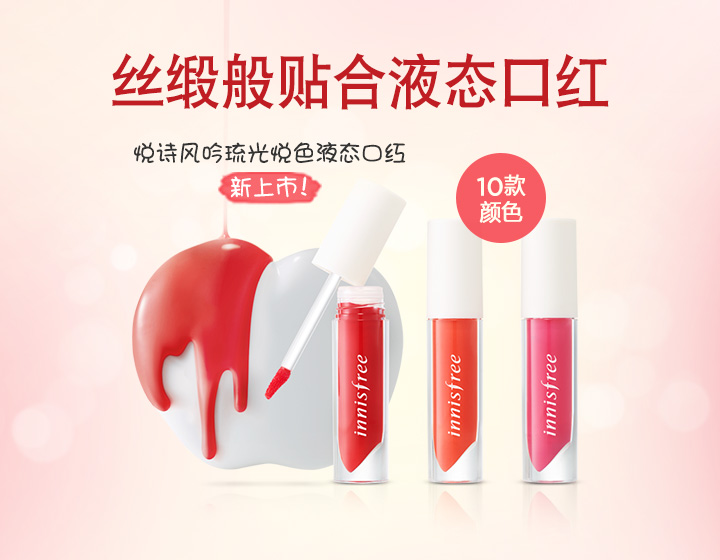 丝缎般贴合液态口红
悦诗风吟琉光悦色液态口红
新上市!
10款
颜色
innisfree
innisfree
innisfree